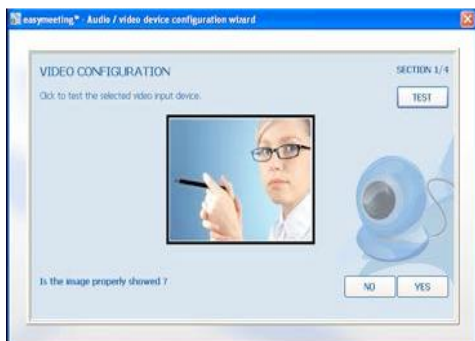 easymeeting® - Audio / video device configuration wizard
VIDEO CONFIGURATION
SECTION 1/4
Click to test the selected video input device.
TEST
Is the image properly showed ?
NO
YES